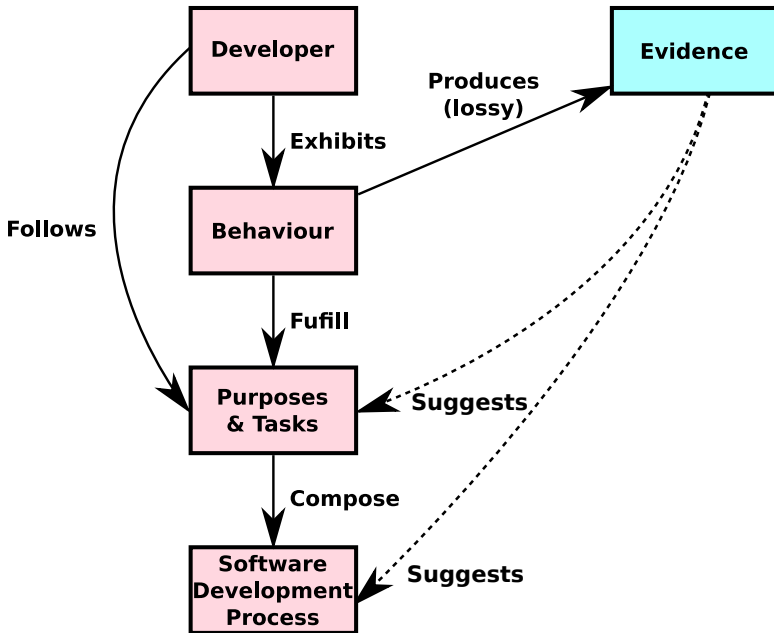 Developer
Evidence
Produces
(lossy)
Exhibits
Follows
Behaviour
Fufill
Purposes
& Tasks
Suggests
Compose
Software
Development
Process
Suggests